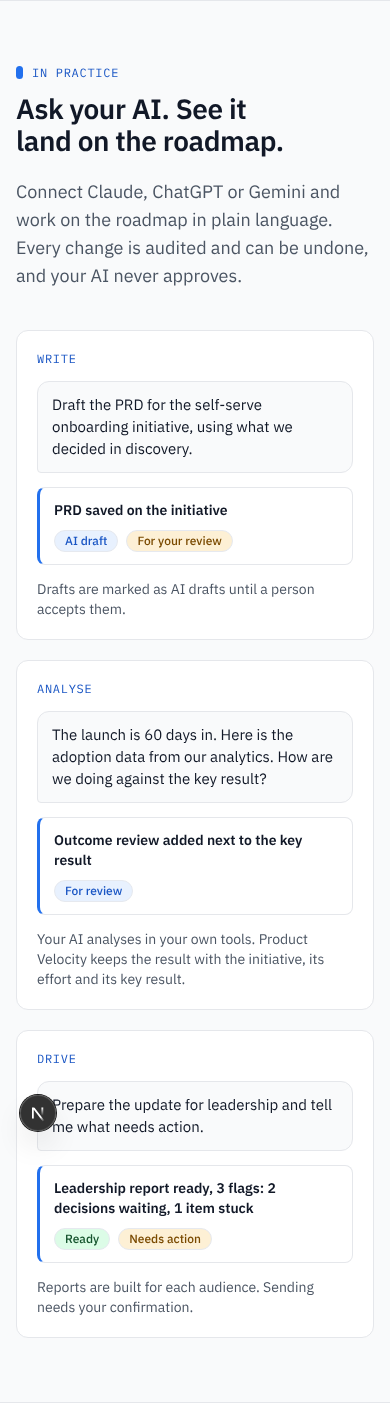 IN PRACTICE
Ask your AI. See it
land on the roadmap.
Connect Claude, ChatGPT or Gemini and
work on the roadmap in plain language.
Every change is audited and can be undone,
and your AI never approves.
WRITE
Draft the PRD for the self-serve
onboarding initiative, using what we
decided in discovery.
PRD saved on the initiative
AI draft
For your review
Drafts are marked as AI drafts until a person
accepts them.
ANALYSE
The launch is 60 days in. Here is the
adoption data from our analytics. How are
we doing against the key result?
Outcome review added next to the key
result
For review
Your AI analyses in your own tools. Product
Velocity keeps the result with the initiative, its
effort and its key result.
DRIVE
Prepare the update for leadership and tell
me what needs action.
N
Leadership report ready, 3 flags: 2
decisions waiting, 1 item stuck
Ready
Needs action
Reports are built for each audience. Sending
needs your confirmation.